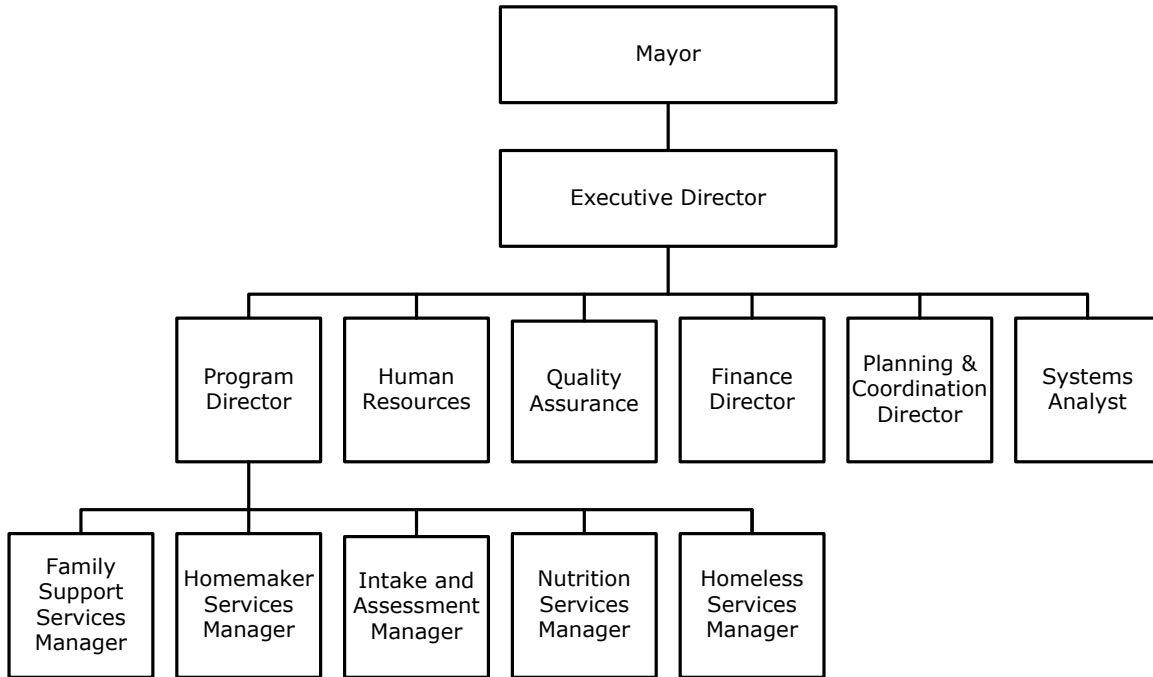 Mayor
Executive Director
Program
Director
Human
Resources
Quality
Assurance
Finance
Director
Planning &
Coordination
Director
Systems
Analyst
Family
Support
Services
Manager
Homemaker
Services
Manager
Intake and
Assessment
Manager
Nutrition
Services
Manager
Homeless
Services
Manager